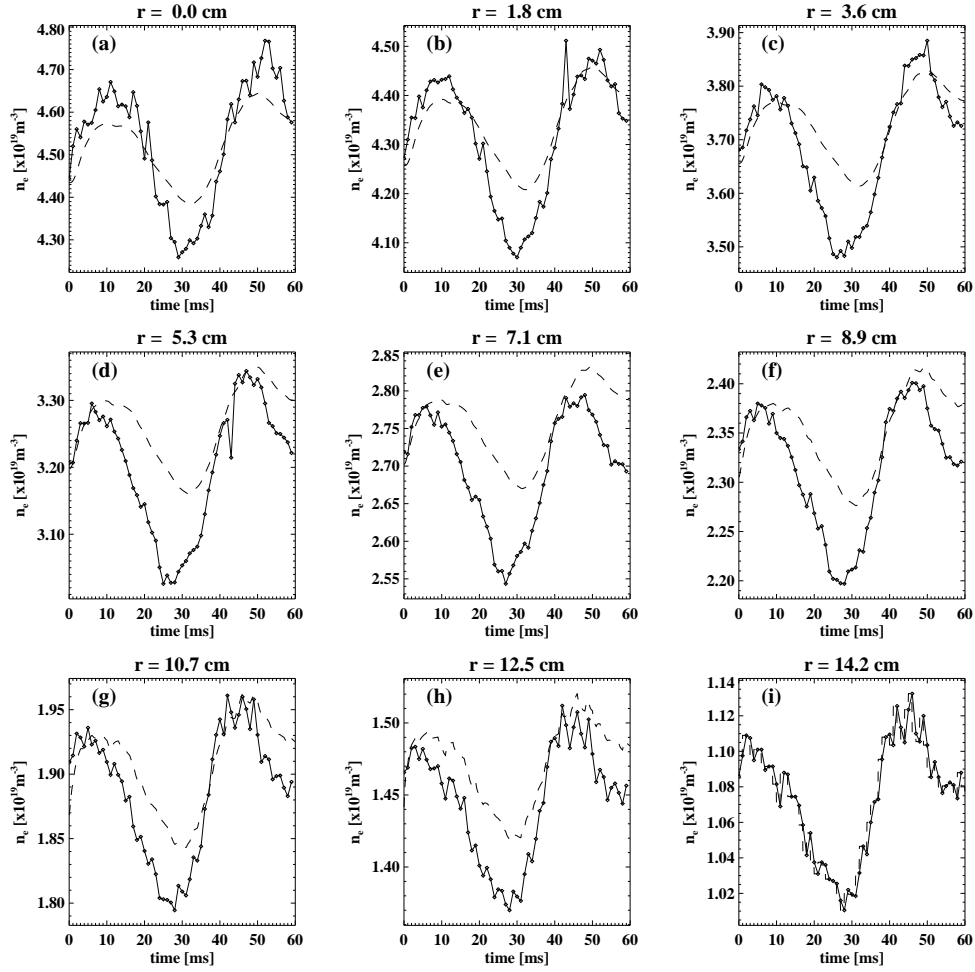 r = 0.0 cm
(a)
4.80
4.70
4.60
4.50
4.40
4.30
n_e [x10^19 m^-3]
0 10 20 30 40 50 60
time [ms]
r = 1.8 cm
(b)
4.50
4.40
4.30
4.20
4.10
n_e [x10^19 m^-3]
0 10 20 30 40 50 60
time [ms]
r = 3.6 cm
(c)
3.90
3.80
3.70
3.60
3.50
n_e [x10^19 m^-3]
0 10 20 30 40 50 60
time [ms]
r = 5.3 cm
(d)
3.30
3.20
3.10
n_e [x10^19 m^-3]
0 10 20 30 40 50 60
time [ms]
r = 7.1 cm
(e)
2.85
2.80
2.75
2.70
2.65
2.60
2.55
n_e [x10^19 m^-3]
0 10 20 30 40 50 60
time [ms]
r = 8.9 cm
(f)
2.40
2.35
2.30
2.25
2.20
n_e [x10^19 m^-3]
0 10 20 30 40 50 60
time [ms]
r = 10.7 cm
(g)
1.95
1.90
1.85
1.80
n_e [x10^19 m^-3]
0 10 20 30 40 50 60
time [ms]
r = 12.5 cm
(h)
1.50
1.45
1.40
n_e [x10^19 m^-3]
0 10 20 30 40 50 60
time [ms]
r = 14.2 cm
(i)
1.14
1.12
1.10
1.08
1.06
1.04
1.02
n_e [x10^19 m^-3]
0 10 20 30 40 50 60
time [ms]